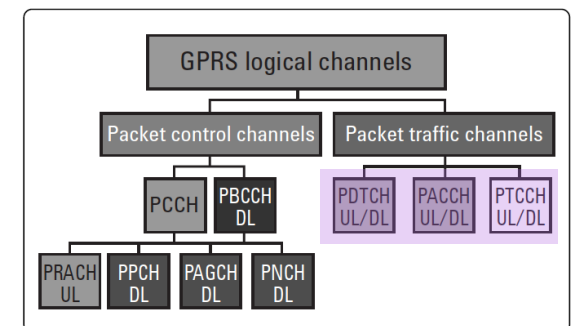 GPRS logical channels
Packet control channels
Packet traffic channels
PCCH
PBCCH
DL
PDTCH
UL/DL
PACCH
UL/DL
PTCCH
UL/DL
PRACH
UL
PPCH
DL
PAGCH
DL
PNCH
DL